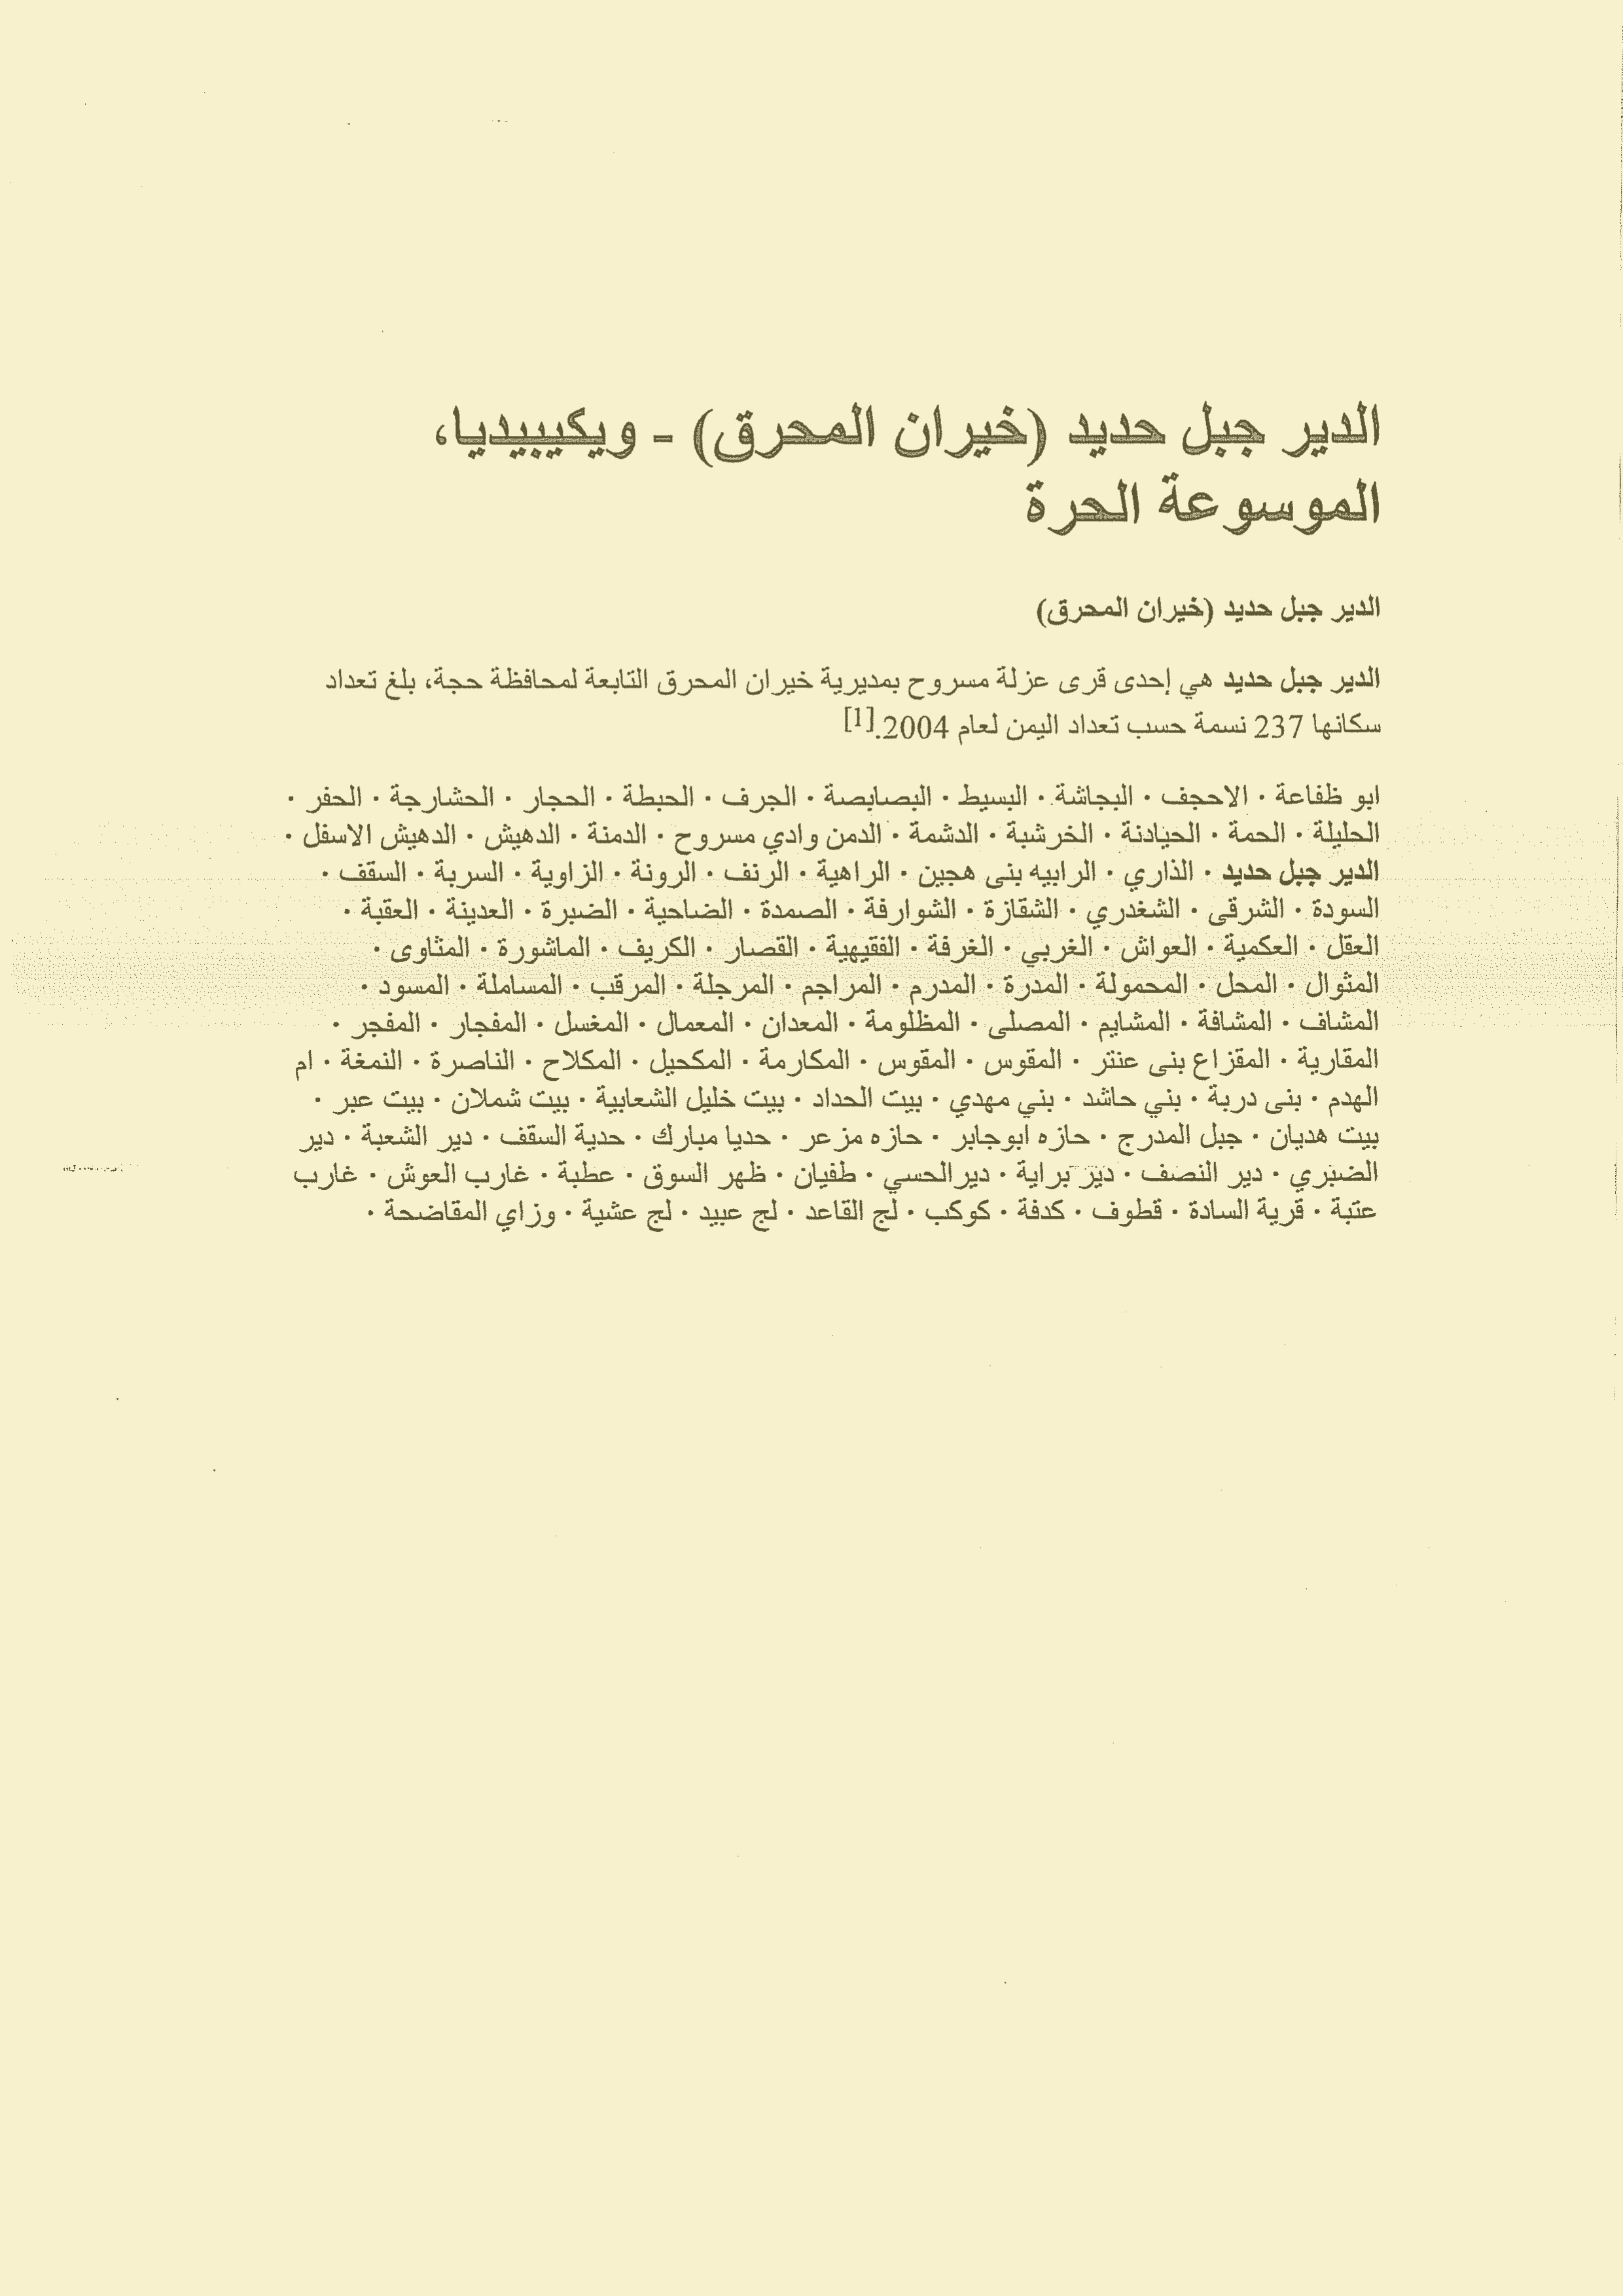 الدير جبل حديد (خيران المحرق) - ويكيبيديا،
الموسوعة الحرة
الدير جبل حديد (خيران المحرق)
الدير جبل حديد هي إحدى قرى عزلة مسروح بمديرية خيران المحرق التابعة لمحافظة حجة، بلغ تعداد
سكانها 237 نسمة حسب تعداد اليمن لعام 2004.[1]
ابو ظفاعة · الاحجف · البجاشة · البسيط · البصابصة · الجرف · الحبطة · الحجار · الحشارجة · الحفر ·
الحليلة · الحمة · الحيادنة · الخرشبة · الدشمة · الدمن وادي مسروح · الدمنة · الدهيش · الدهيش الاسفل ·
الدير جبل حديد · الذاري · الرابيه بنى هجين · الراهية · الرنف · الرونة · الزاوية · السربة · السقف ·
السودة · الشرقى · الشغدري · الشقازة · الشوارفة · الصمدة · الضاحية · الضبرة · العدينة · العقبة ·
العقل · العكمية · العواش · الغربي · الغرفة · الفقيهية · القصار · الكريف · الماشورة · المثاوى ·
المثوال · المحل · المحمولة · المدرة · المدرم · المراجم · المرجلة · المرقب · المساملة · المسود ·
المشاف · المشافة · المشايم · المصلى · المظلومة · المعدان · المعمال · المغسل · المفجار · المفجر ·
المقارية · المقزاع بنى عنتر · المقوس · المقوس · المكارمة · المكحيل · المكلاح · الناصرة · النمغة · ام
الهدم · بنى دربة · بني حاشد · بني مهدي · بيت الحداد · بيت خليل الشعابية · بيت شملان · بيت عبر ·
بيت هديان · جبل المدرج · حازه ابوجابر · حازه مزعر · حديا مبارك · حدية السقف · دير الشعبة · دير
الضبري · دير النصف · دير براية · ديرالحسي · طفيان · ظهر السوق · عطبة · غارب العوش · غارب
عتبة · قرية السادة · قطوف · كدفة · كوكب · لج القاعد · لج عبيد · لج عشية · وزاي المقاضحة ·